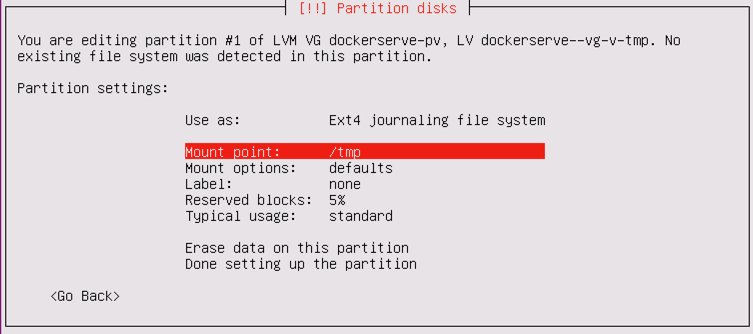 [!!] Partition disks
You are editing partition #1 of LVM VG dockerserve-pv, LV dockerserve--vg-v-tmp. No
existing file system was detected in this partition.
Partition settings:
Use as: Ext4 journaling file system
Mount point: /tmp
Mount options: defaults
Label: none
Reserved blocks: 5%
Typical usage: standard
Erase data on this partition
Done setting up the partition
<Go Back>